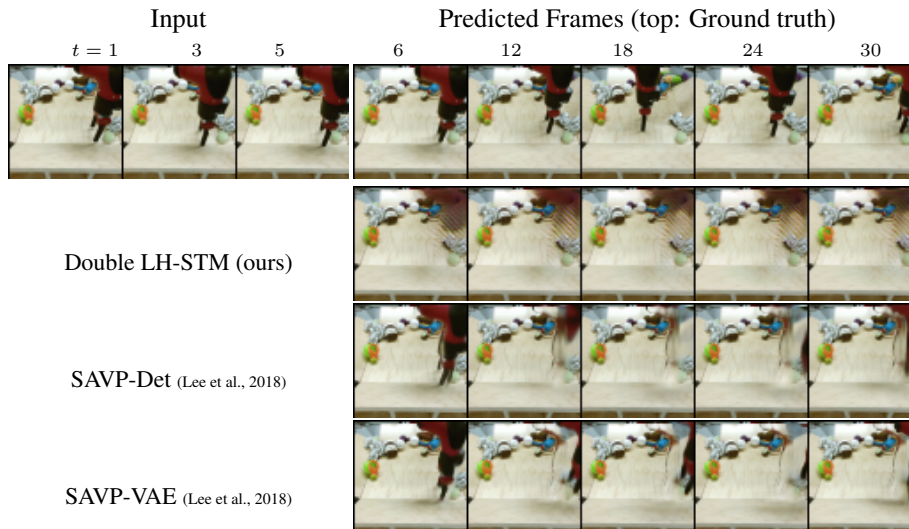 Input
Predicted Frames (top: Ground truth)
t = 1 3 5 6 12 18 24 30
Double LH-STM (ours)
SAVP-Det (Lee et al., 2018)
SAVP-VAE (Lee et al., 2018)